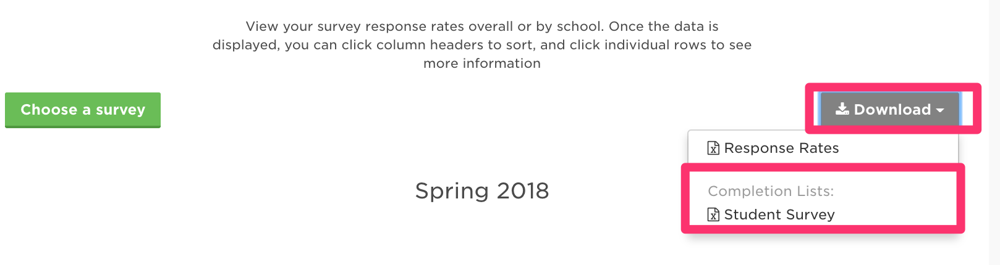 View your survey response rates overall or by school. Once the data is
displayed, you can click column headers to sort, and click individual rows to see
more information
Choose a survey
Download
Response Rates
Spring 2018
Completion Lists:
Student Survey